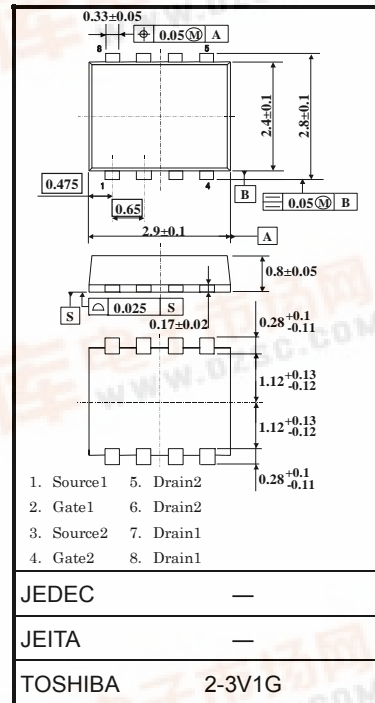 0.33±0.05
⌖ 0.05Ⓜ A
8 5
2.4±0.1
2.8±0.1
1 4
0.475
B
⌯ 0.05Ⓜ B
0.65
2.9±0.1
A
0.8±0.05
S
⌓ 0.025 S
0.17±0.02
0.28 +0.1 -0.11
1.12 +0.13 -0.12
1.12 +0.13 -0.12
0.28 +0.1 -0.11
1. Source1 5. Drain2
2. Gate1 6. Drain2
3. Source2 7. Drain1
4. Gate2 8. Drain1
JEDEC —
JEITA —
TOSHIBA 2-3V1G